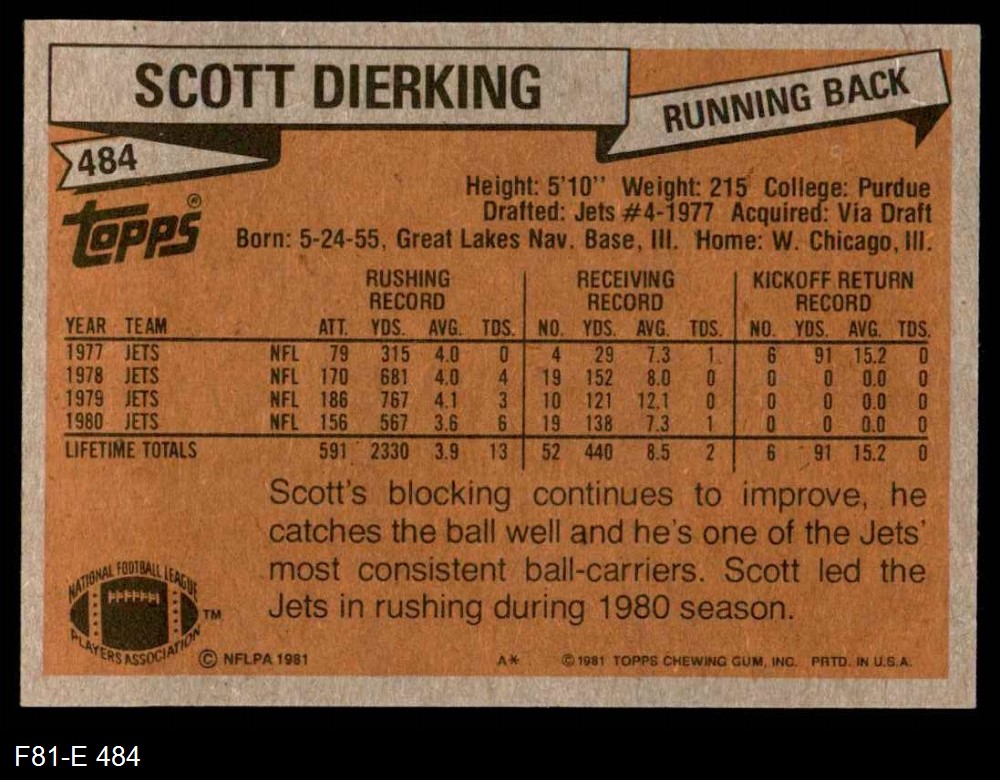 SCOTT DIERKING
RUNNING BACK
484
TOPPS®
Height: 5'10'' Weight: 215 College: Purdue
Drafted: Jets #4-1977 Acquired: Via Draft
Born: 5-24-55, Great Lakes Nav. Base, Ill. Home: W. Chicago, Ill.
RUSHING RECORD RECEIVING RECORD KICKOFF RETURN RECORD
YEAR TEAM ATT. YDS. AVG. TDS. NO. YDS. AVG. TDS. NO. YDS. AVG. TDS.
1977 JETS NFL 79 315 4.0 0 4 29 7.3 1 6 91 15.2 0
1978 JETS NFL 170 681 4.0 4 19 152 8.0 0 0 0 0.0 0
1979 JETS NFL 186 767 4.1 3 10 121 12.1 0 0 0 0.0 0
1980 JETS NFL 156 567 3.6 6 19 138 7.3 1 0 0 0.0 0
LIFETIME TOTALS 591 2330 3.9 13 52 440 8.5 2 6 91 15.2 0
Scott's blocking continues to improve, he
catches the ball well and he's one of the Jets'
most consistent ball-carriers. Scott led the
Jets in rushing during 1980 season.
NATIONAL FOOTBALL LEAGUE
PLAYERS ASSOCIATION
TM
© NFLPA 1981 A* © 1981 TOPPS CHEWING GUM, INC. PRTD. IN U.S.A.
F81-E 484